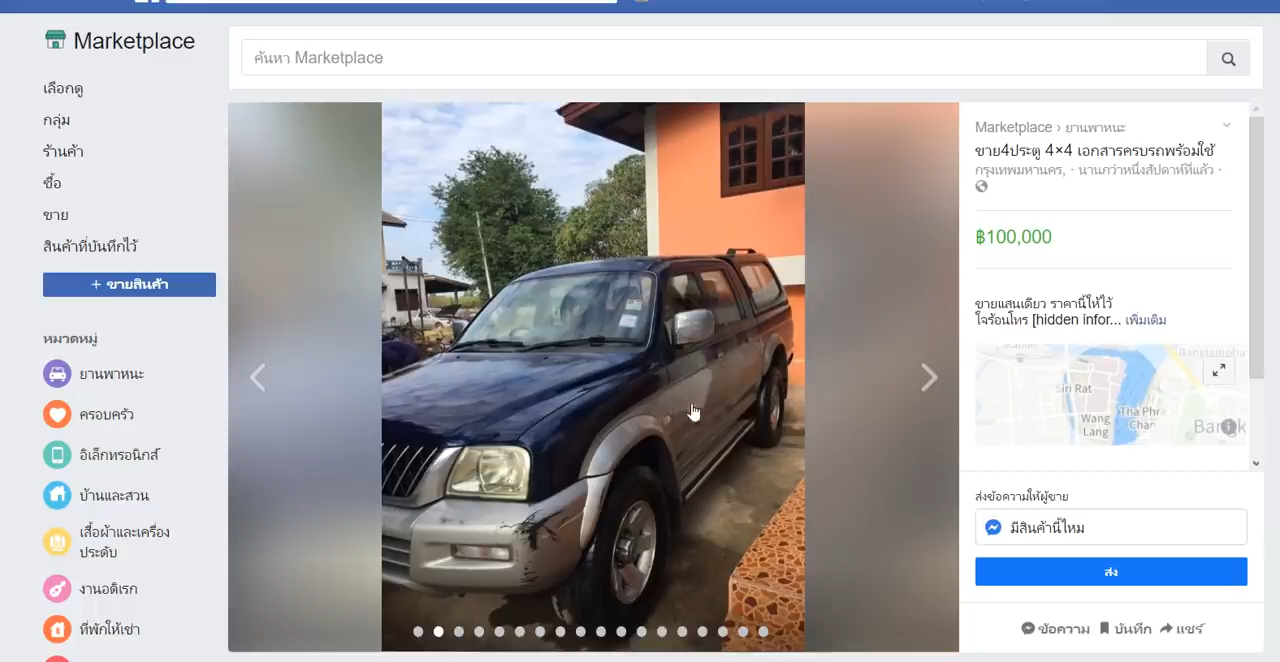 Marketplace
เลือกดู
กลุ่ม
ร้านค้า
ซื้อ
ขาย
สินค้าที่บันทึกไว้
+ ขายสินค้า
หมวดหมู่
ยานพาหนะ
ครอบครัว
อิเล็กทรอนิกส์
บ้านและสวน
เสื้อผ้าและเครื่อง
ประดับ
งานอดิเรก
ที่พักให้เช่า
ค้นหา Marketplace
Marketplace › ยานพาหนะ
ขาย4ประตู 4×4 เอกสารครบรถพร้อมใช้
กรุงเทพมหานคร, · นานกว่าหนึ่งสัปดาห์ที่แล้ว ·
฿100,000
ขายแสนเดียว ราคานี้ให้ไว้
ใจร้อนโทร [hidden infor... เพิ่มเติม
Siri Rat
Wang
Lang
Tha Phra
Chan
ส่งข้อความให้ผู้ขาย
มีสินค้านี้ไหม
ส่ง
ข้อความ บันทึก แชร์